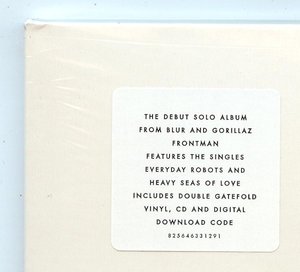 THE DEBUT SOLO ALBUM
FROM BLUR AND GORILLAZ
FRONTMAN
FEATURES THE SINGLES
EVERYDAY ROBOTS AND
HEAVY SEAS OF LOVE
INCLUDES DOUBLE GATEFOLD
VINYL, CD AND DIGITAL
DOWNLOAD CODE
825646331291